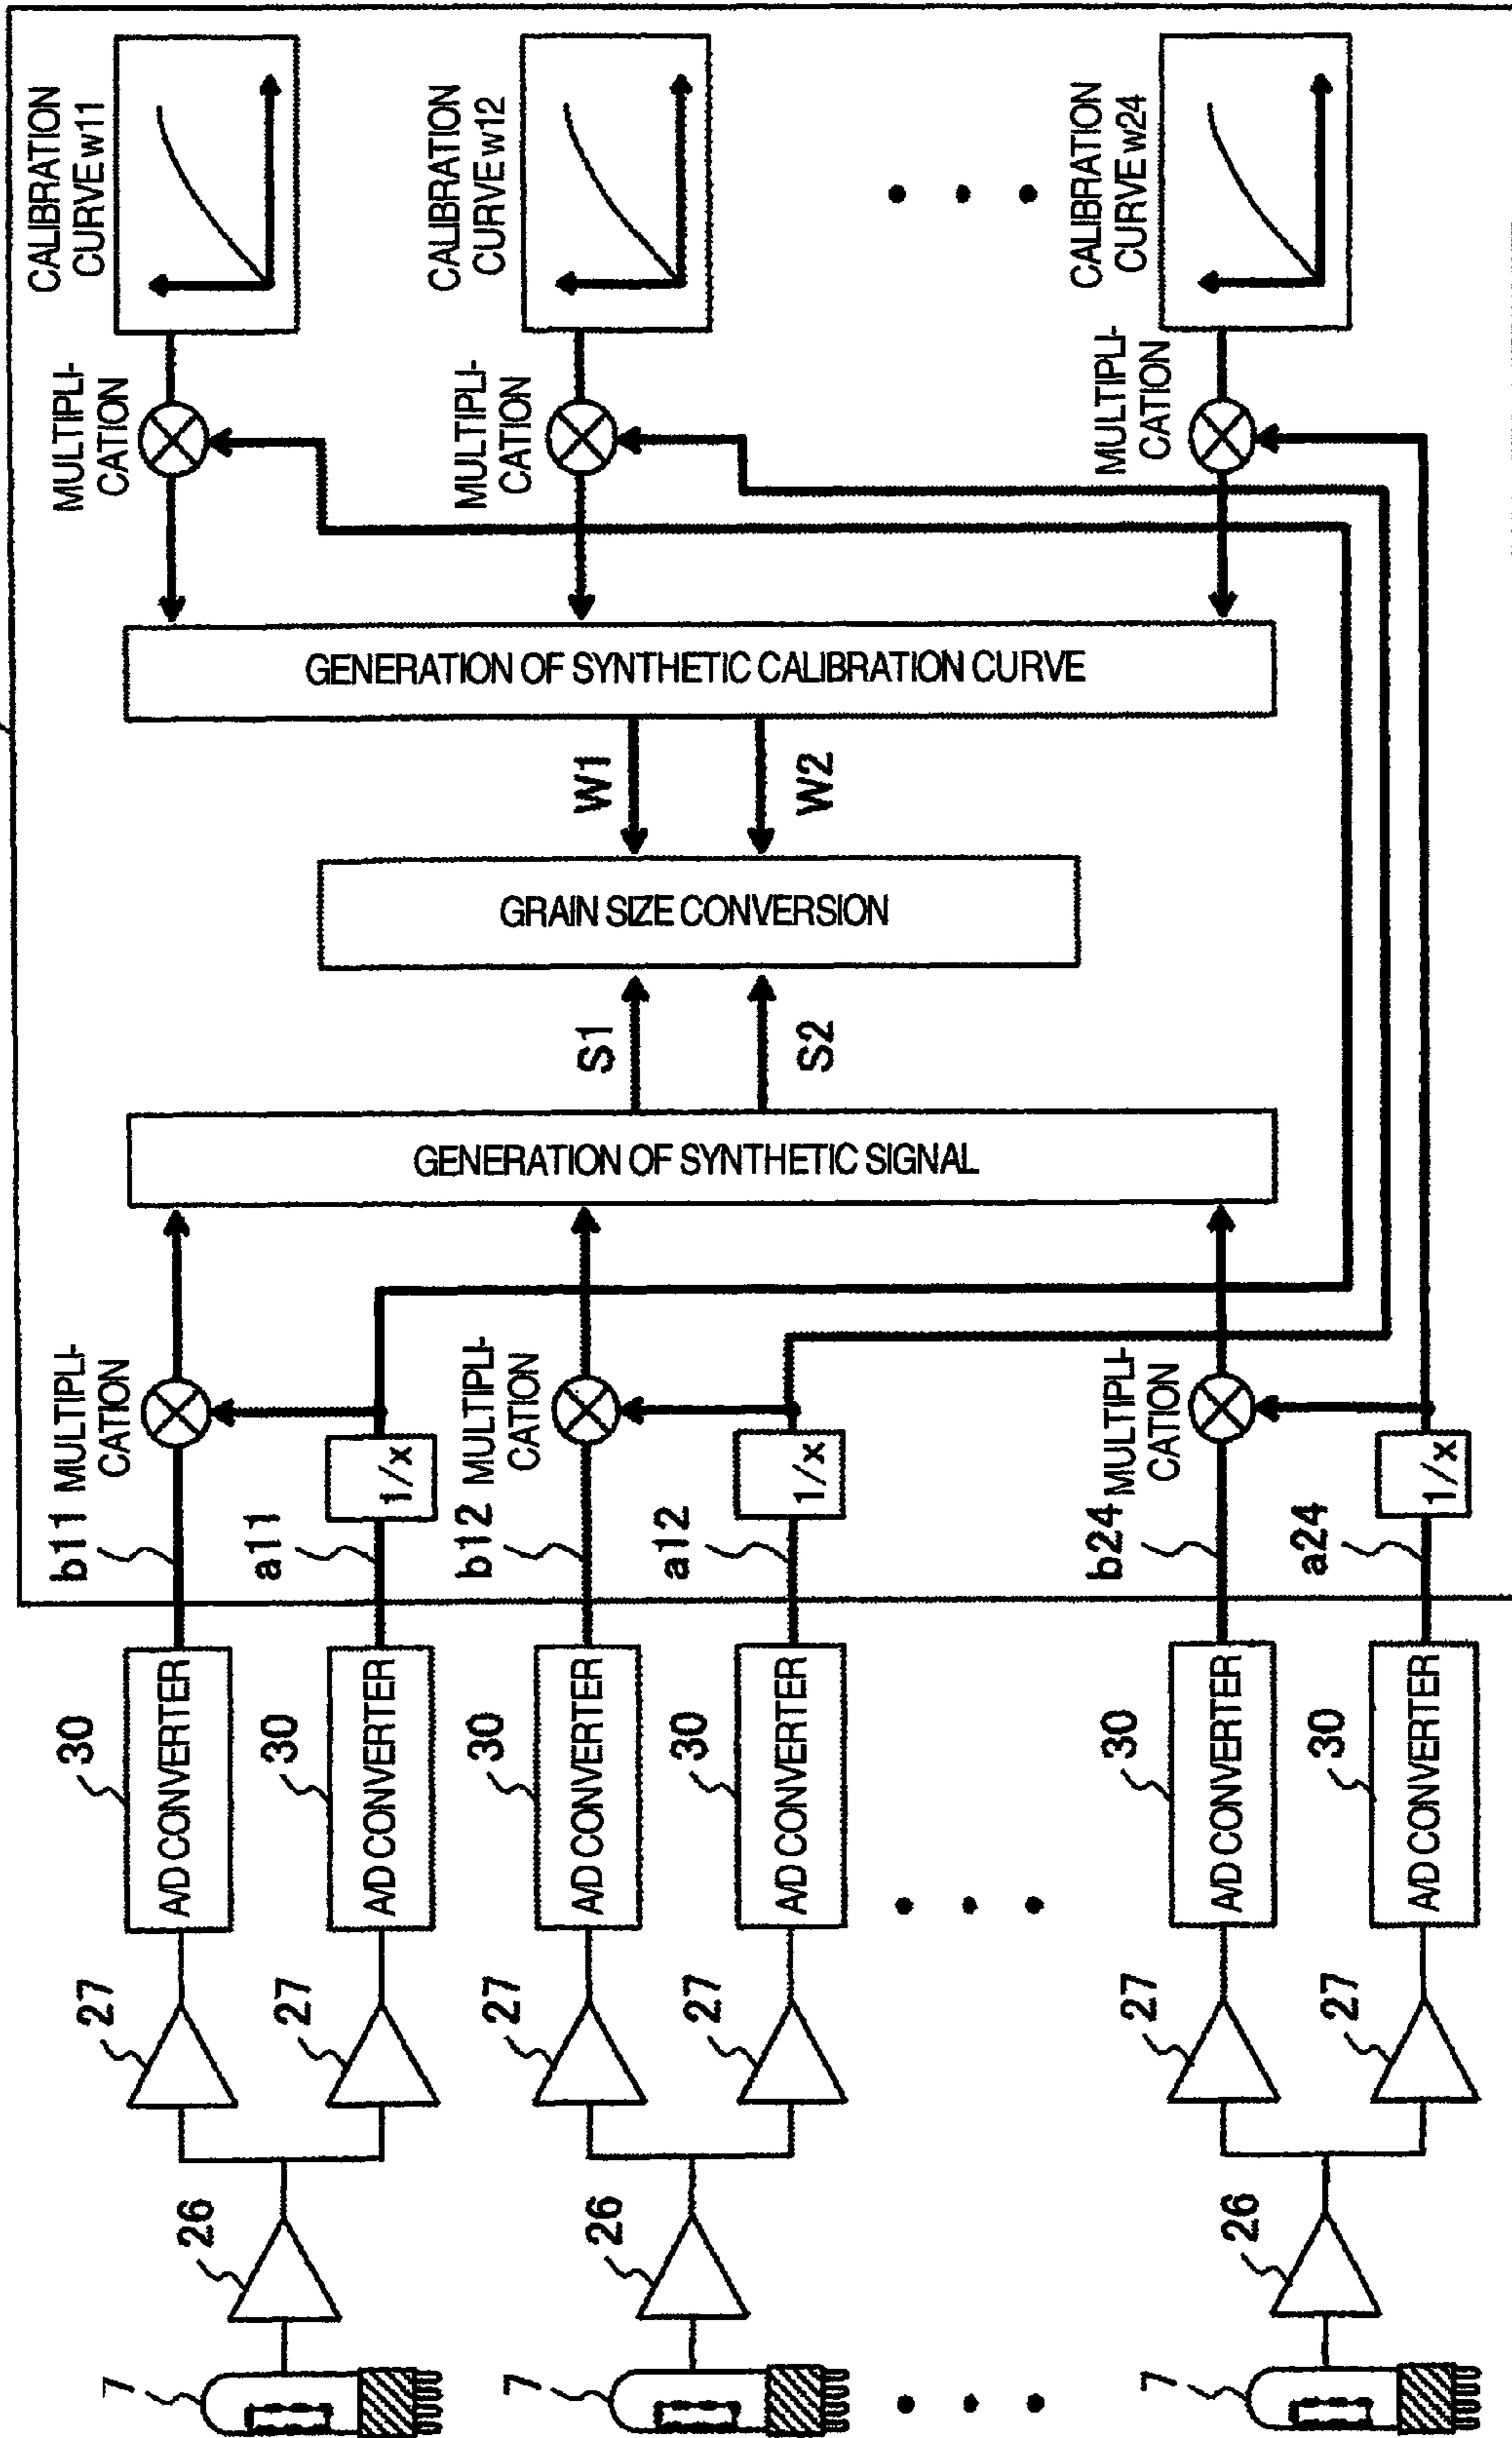 7
26
27
30
A/D CONVERTER
b11
MULTIPLI-
CATION
MULTIPLI-
CATION
CALIBRATION
CURVE w11
27
30
A/D CONVERTER
a11
1/x
7
26
27
30
A/D CONVERTER
b12
MULTIPLI-
CATION
MULTIPLI-
CATION
CALIBRATION
CURVE w12
27
30
A/D CONVERTER
a12
1/x
GENERATION OF SYNTHETIC SIGNAL
S1
S2
GRAIN SIZE CONVERSION
W1
W2
GENERATION OF SYNTHETIC CALIBRATION CURVE
7
26
27
30
A/D CONVERTER
b24
MULTIPLI-
CATION
MULTIPLI-
CATION
CALIBRATION
CURVE w24
27
30
A/D CONVERTER
a24
1/x